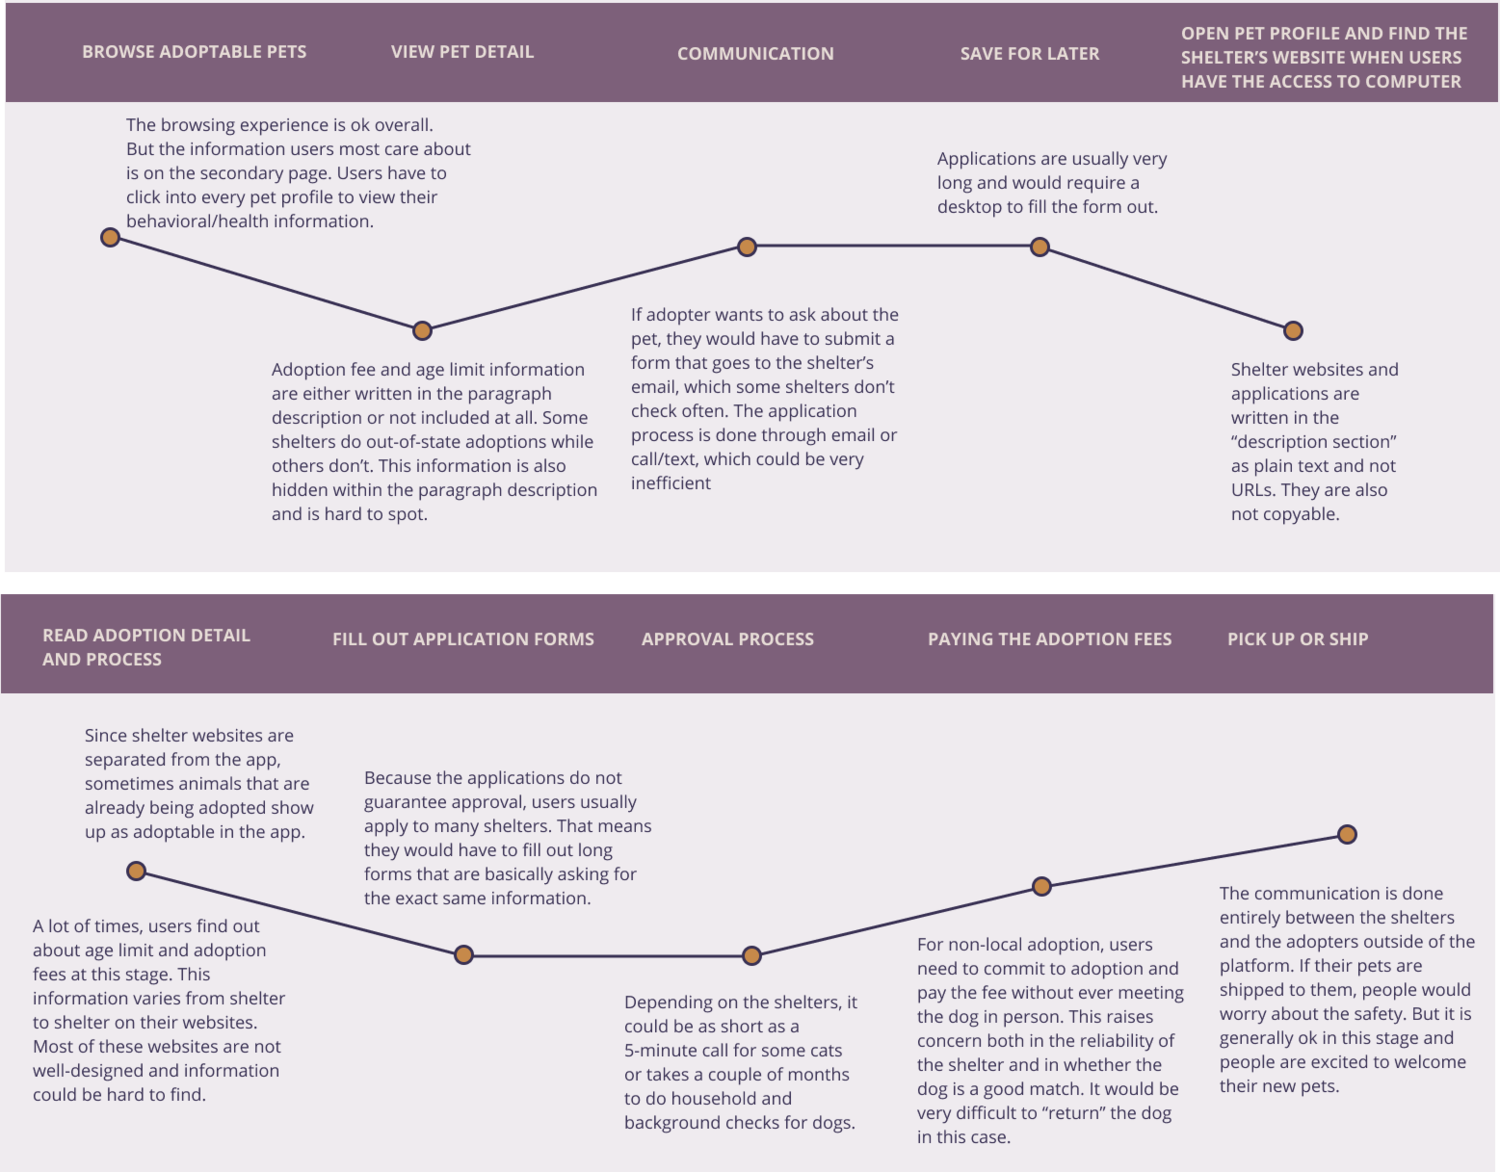 BROWSE ADOPTABLE PETS
VIEW PET DETAIL
COMMUNICATION
SAVE FOR LATER
OPEN PET PROFILE AND FIND THE
SHELTER’S WEBSITE WHEN USERS
HAVE THE ACCESS TO COMPUTER
The browsing experience is ok overall.
But the information users most care about
is on the secondary page. Users have to
click into every pet profile to view their
behavioral/health information.
Adoption fee and age limit information
are either written in the paragraph
description or not included at all. Some
shelters do out-of-state adoptions while
others don’t. This information is also
hidden within the paragraph description
and is hard to spot.
If adopter wants to ask about the
pet, they would have to submit a
form that goes to the shelter’s
email, which some shelters don’t
check often. The application
process is done through email or
call/text, which could be very
inefficient
Applications are usually very
long and would require a
desktop to fill the form out.
Shelter websites and
applications are
written in the
“description section”
as plain text and not
URLs. They are also
not copyable.
READ ADOPTION DETAIL
AND PROCESS
FILL OUT APPLICATION FORMS
APPROVAL PROCESS
PAYING THE ADOPTION FEES
PICK UP OR SHIP
Since shelter websites are
separated from the app,
sometimes animals that are
already being adopted show
up as adoptable in the app.
A lot of times, users find out
about age limit and adoption
fees at this stage. This
information varies from shelter
to shelter on their websites.
Most of these websites are not
well-designed and information
could be hard to find.
Because the applications do not
guarantee approval, users usually
apply to many shelters. That means
they would have to fill out long
forms that are basically asking for
the exact same information.
Depending on the shelters, it
could be as short as a
5-minute call for some cats
or takes a couple of months
to do household and
background checks for dogs.
For non-local adoption, users
need to commit to adoption and
pay the fee without ever meeting
the dog in person. This raises
concern both in the reliability of
the shelter and in whether the
dog is a good match. It would be
very difficult to “return” the dog
in this case.
The communication is done
entirely between the shelters
and the adopters outside of the
platform. If their pets are
shipped to them, people would
worry about the safety. But it is
generally ok in this stage and
people are excited to welcome
their new pets.